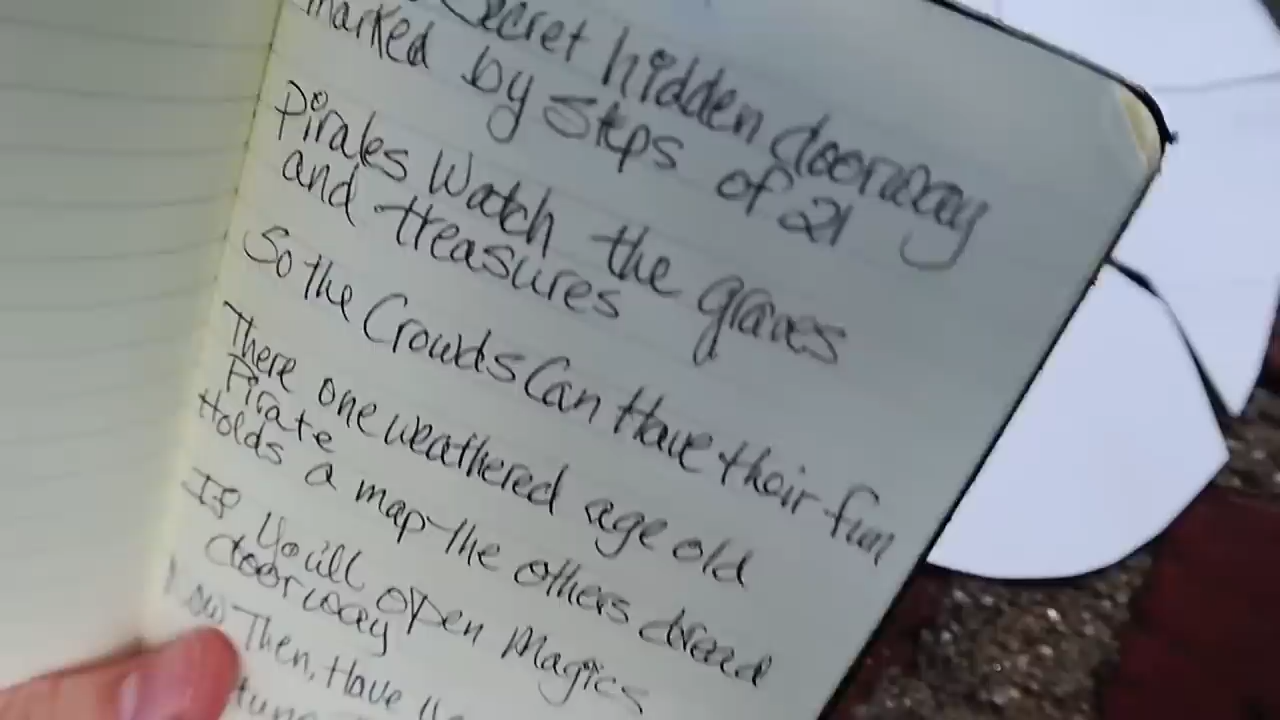 Secret hidden doorway
marked by steps of 21
Pirates Watch the graves
and treasures
So the Crowds Can Have their fun
There one weathered age old
Pirate
Holds a map the others dread
If You'll open Magics
doorway
Now Then, Have